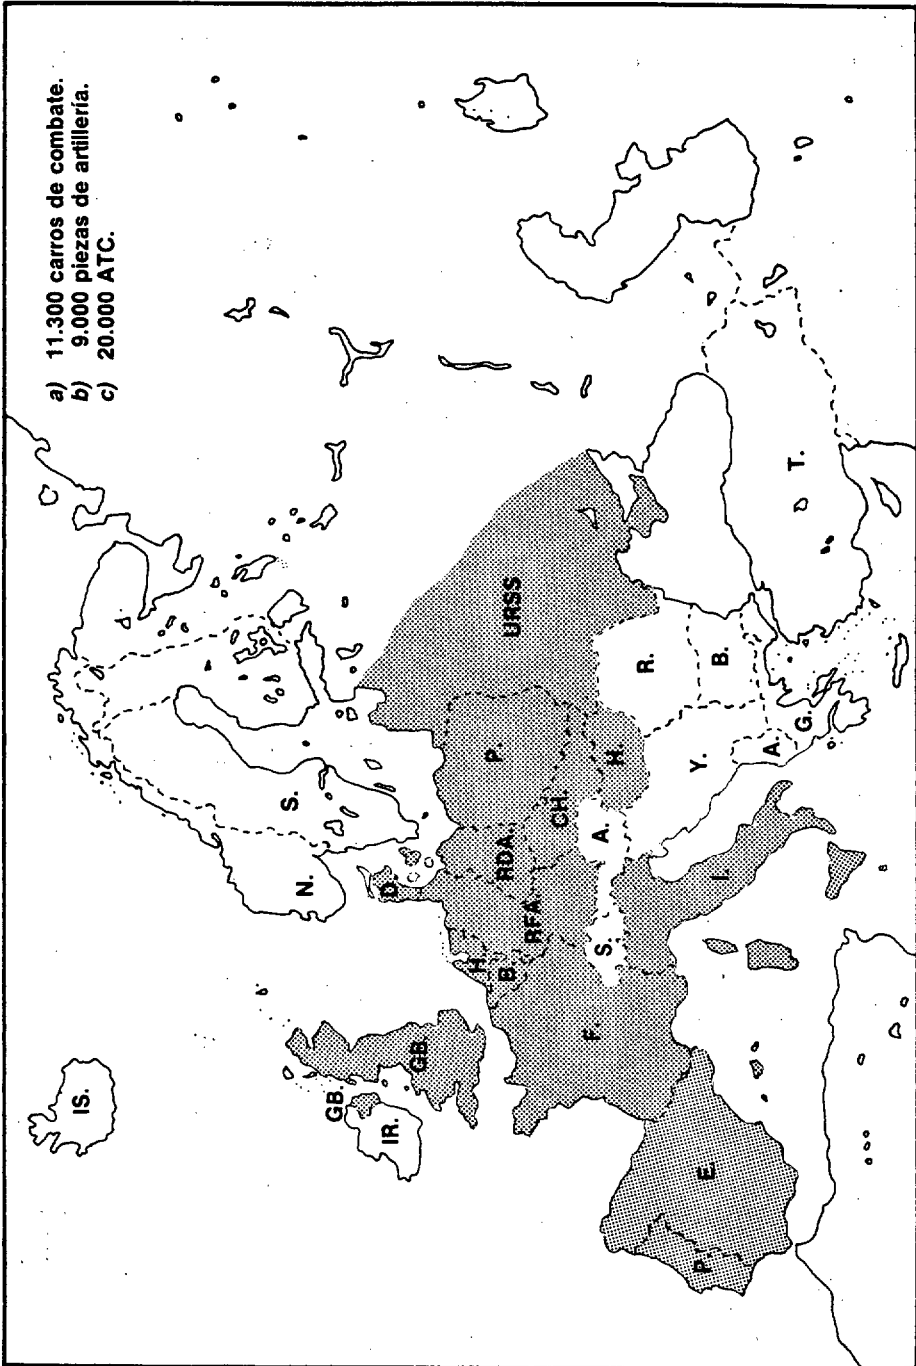 a) 11.300 carros de combate.
b) 9.000 piezas de artillería.
c) 20.000 ATC.
IS.
N.
S.
GB.
IR.
GB.
D.
H.
B.
RFA.
RDA.
P.
URSS
CH.
F.
S.
A.
H.
R.
I.
Y.
B.
A.
G.
T.
P.
E.